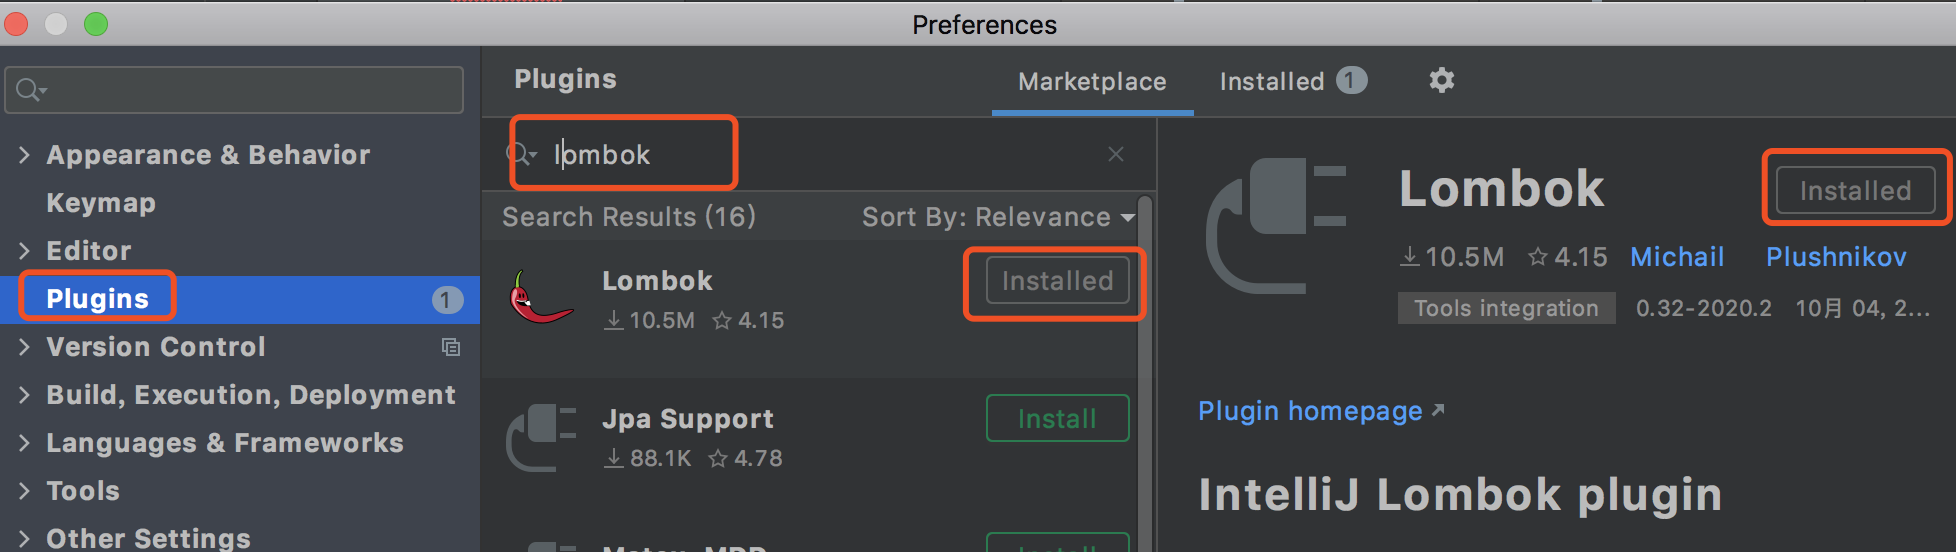 Preferences
Appearance & Behavior
Keymap
Editor
Plugins 1
Version Control
Build, Execution, Deployment
Languages & Frameworks
Tools
Other Settings
Plugins
Marketplace
Installed 1
lombok
Search Results (16)
Sort By: Relevance
Lombok
Installed
10.5M 4.15
Jpa Support
Install
88.1K 4.78
Install
Lombok
Installed
10.5M 4.15 Michail Plushnikov
Tools integration 0.32-2020.2 10月 04, 2...
Plugin homepage
IntelliJ Lombok plugin